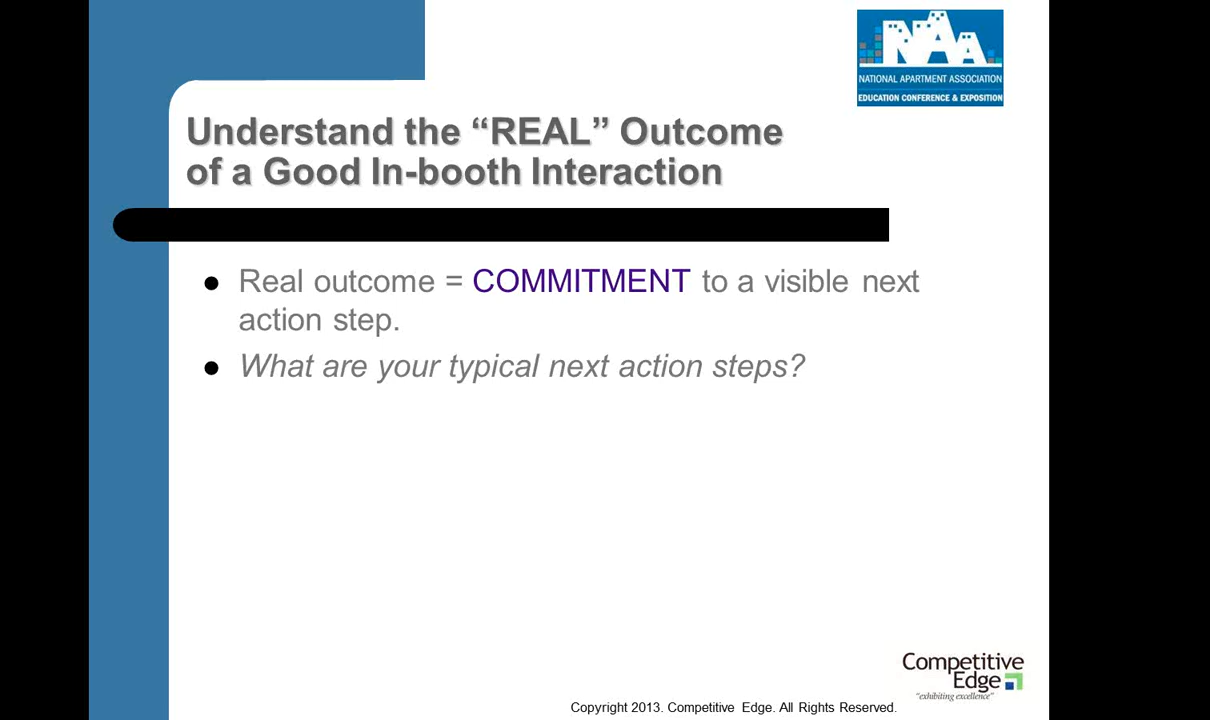 NAA
NATIONAL APARTMENT ASSOCIATION
EDUCATION CONFERENCE & EXPOSITION
Understand the “REAL” Outcome
of a Good In-booth Interaction
Real outcome = COMMITMENT to a visible next
action step.
What are your typical next action steps?
Competitive
Edge
“exhibiting excellence”
Copyright 2013. Competitive Edge. All Rights Reserved.